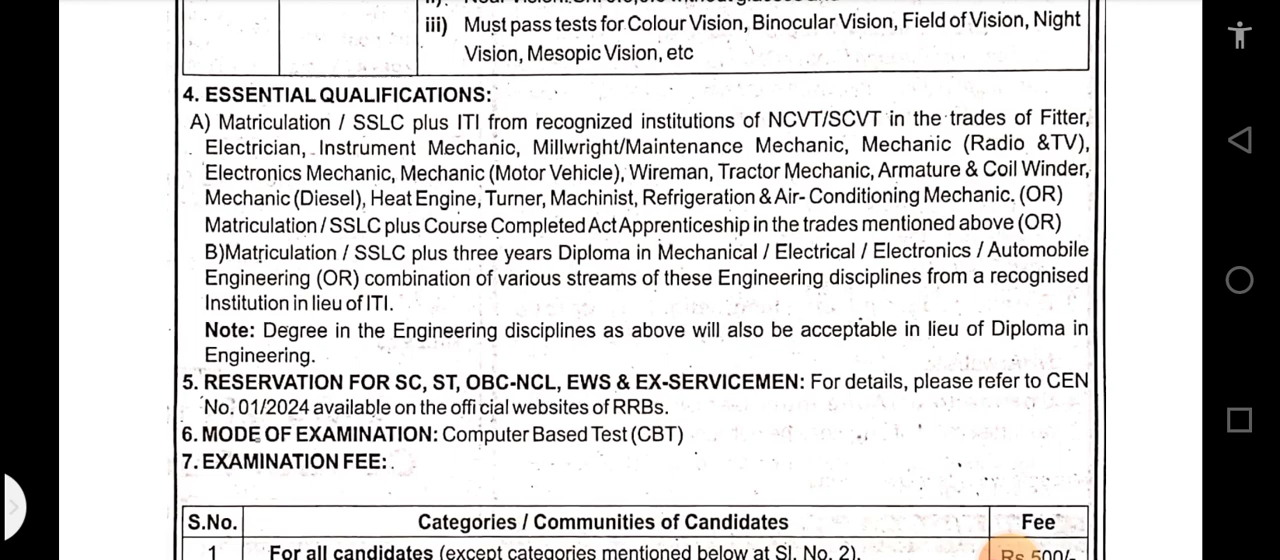 iii) Must pass tests for Colour Vision, Binocular Vision, Field of Vision, Night
Vision, Mesopic Vision, etc
4. ESSENTIAL QUALIFICATIONS:
A) Matriculation / SSLC plus ITI from recognized institutions of NCVT/SCVT in the trades of Fitter,
Electrician, Instrument Mechanic, Millwright/Maintenance Mechanic, Mechanic (Radio &TV),
Electronics Mechanic, Mechanic (Motor Vehicle), Wireman, Tractor Mechanic, Armature & Coil Winder,
Mechanic (Diesel), Heat Engine, Turner, Machinist, Refrigeration & Air- Conditioning Mechanic. (OR)
Matriculation / SSLC plus Course Completed Act Apprenticeship in the trades mentioned above (OR)
B)Matriculation / SSLC plus three years Diploma in Mechanical / Electrical / Electronics / Automobile
Engineering (OR) combination of various streams of these Engineering disciplines from a recognised
Institution in lieu of ITI.
Note: Degree in the Engineering disciplines as above will also be acceptable in lieu of Diploma in
Engineering.
5. RESERVATION FOR SC, ST, OBC-NCL, EWS & EX-SERVICEMEN: For details, please refer to CEN
No. 01/2024 available on the offi cial websites of RRBs.
6. MODE OF EXAMINATION: Computer Based Test (CBT)
7. EXAMINATION FEE:
S.No. Categories / Communities of Candidates Fee
1 For all candidates (except categories mentioned below at Sl. No. 2). Rs 500/-